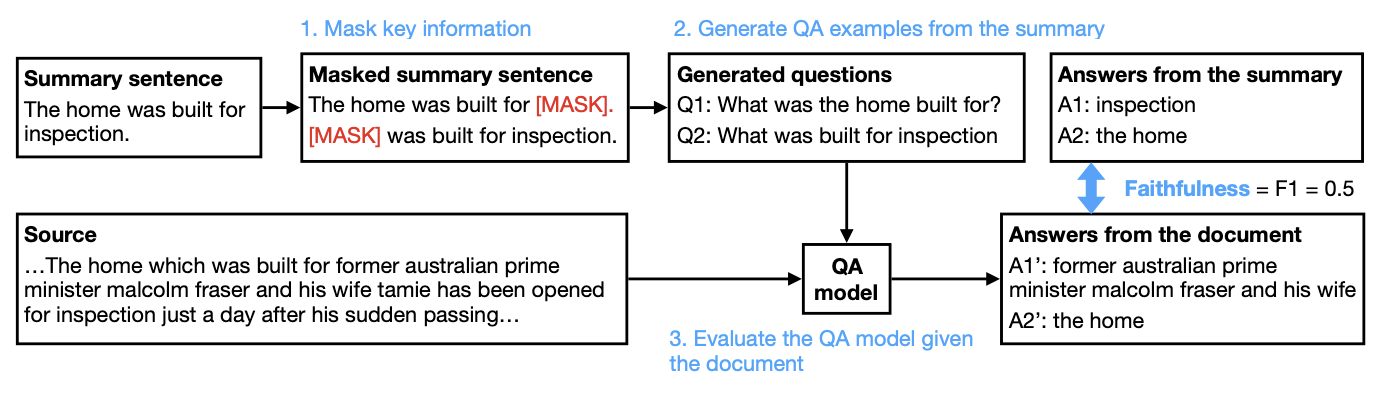 1. Mask key information
2. Generate QA examples from the summary
Summary sentence
The home was built for
inspection.
Masked summary sentence
The home was built for [MASK].
[MASK] was built for inspection.
Generated questions
Q1: What was the home built for?
Q2: What was built for inspection
Answers from the summary
A1: inspection
A2: the home
Faithfulness = F1 = 0.5
Source
…The home which was built for former australian prime
minister malcolm fraser and his wife tamie has been opened
for inspection just a day after his sudden passing…
QA
model
Answers from the document
A1’: former australian prime
minister malcolm fraser and his wife
A2’: the home
3. Evaluate the QA model given
the document